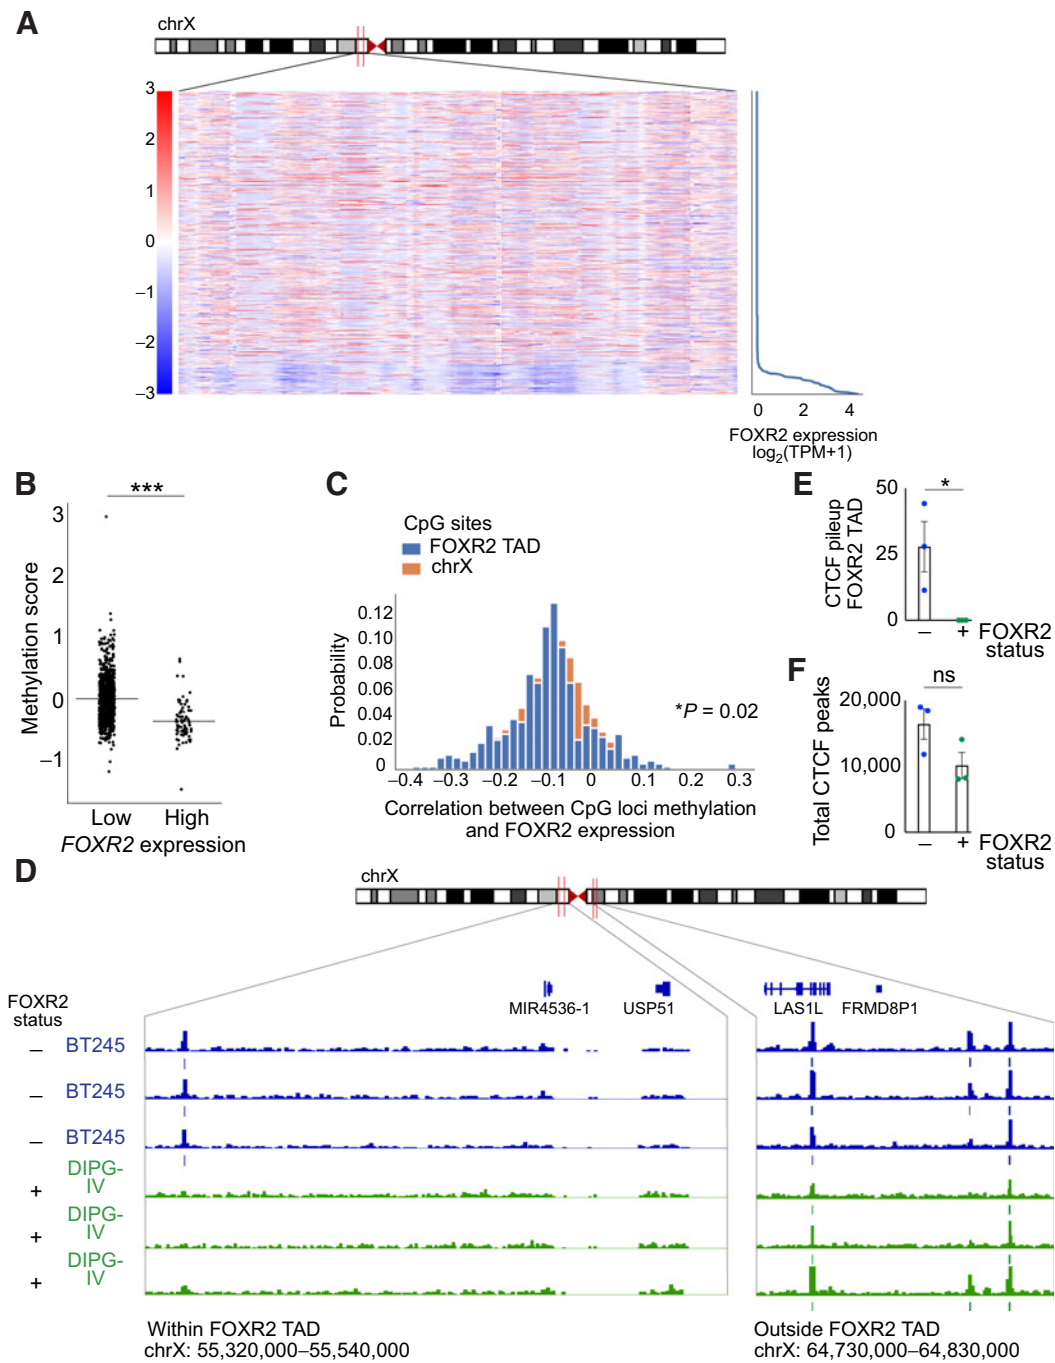 A
chrX
3
2
1
0
−1
−2
−3
0 2 4
FOXR2 expression
log2(TPM+1)
B
***
3
2
1
0
−1
Methylation score
Low High
FOXR2 expression
C
CpG sites
FOXR2 TAD
chrX
0.12
0.10
0.08
0.06
0.04
0.02
0
Probability
*P = 0.02
−0.4 −0.3 −0.1 0 0.2 0.3
Correlation between CpG loci methylation
and FOXR2 expression
E
*
50
25
0
CTCF pileup
FOXR2 TAD
− + FOXR2
status
F
ns
20,000
10,000
0
Total CTCF peaks
− + FOXR2
status
D
chrX
MIR4536-1 USP51 LAS1L FRMD8P1
FOXR2
status
− BT245
− BT245
− BT245
DIPG-
+ IV
DIPG-
+ IV
DIPG-
+ IV
Within FOXR2 TAD
chrX: 55,320,000–55,540,000
Outside FOXR2 TAD
chrX: 64,730,000–64,830,000